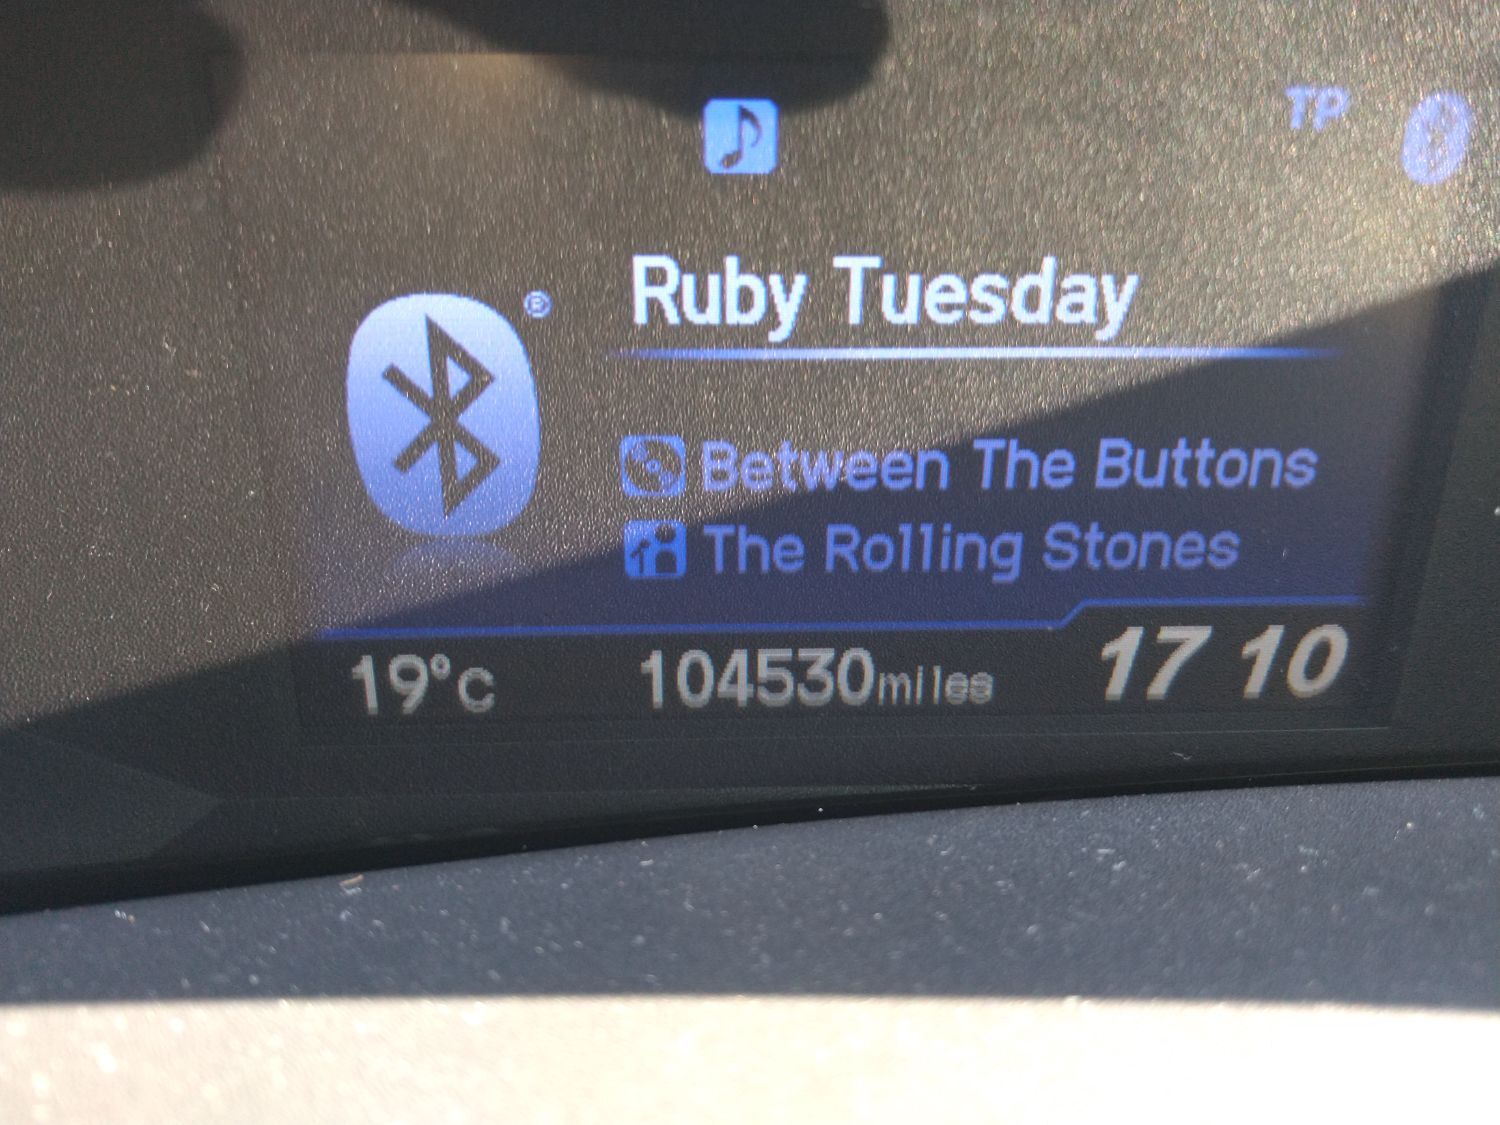 TP
®
Ruby Tuesday
Between The Buttons
The Rolling Stones
19°C 104530miles 17 10